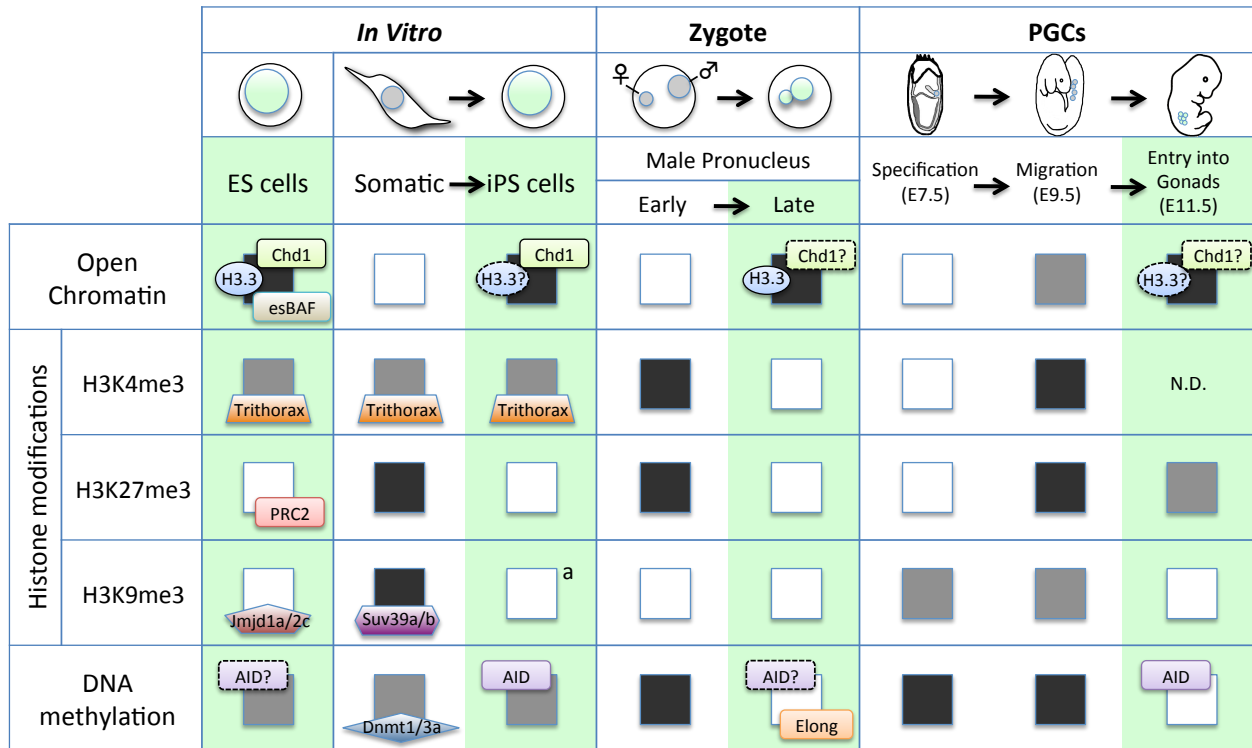 In Vitro
Zygote
PGCs
♀
♂
ES cells
Somatic
iPS cells
Male Pronucleus
Early
Late
Specification
(E7.5)
Migration
(E9.5)
Entry into
Gonads
(E11.5)
Open
Chromatin
Chd1
H3.3
esBAF
Chd1
H3.3?
Chd1?
H3.3
Chd1?
H3.3?
Histone modifications
H3K4me3
Trithorax
Trithorax
Trithorax
N.D.
H3K27me3
PRC2
H3K9me3
Jmjd1a/2c
Suv39a/b
a
DNA
methylation
AID?
Dnmt1/3a
AID
AID?
Elong
AID